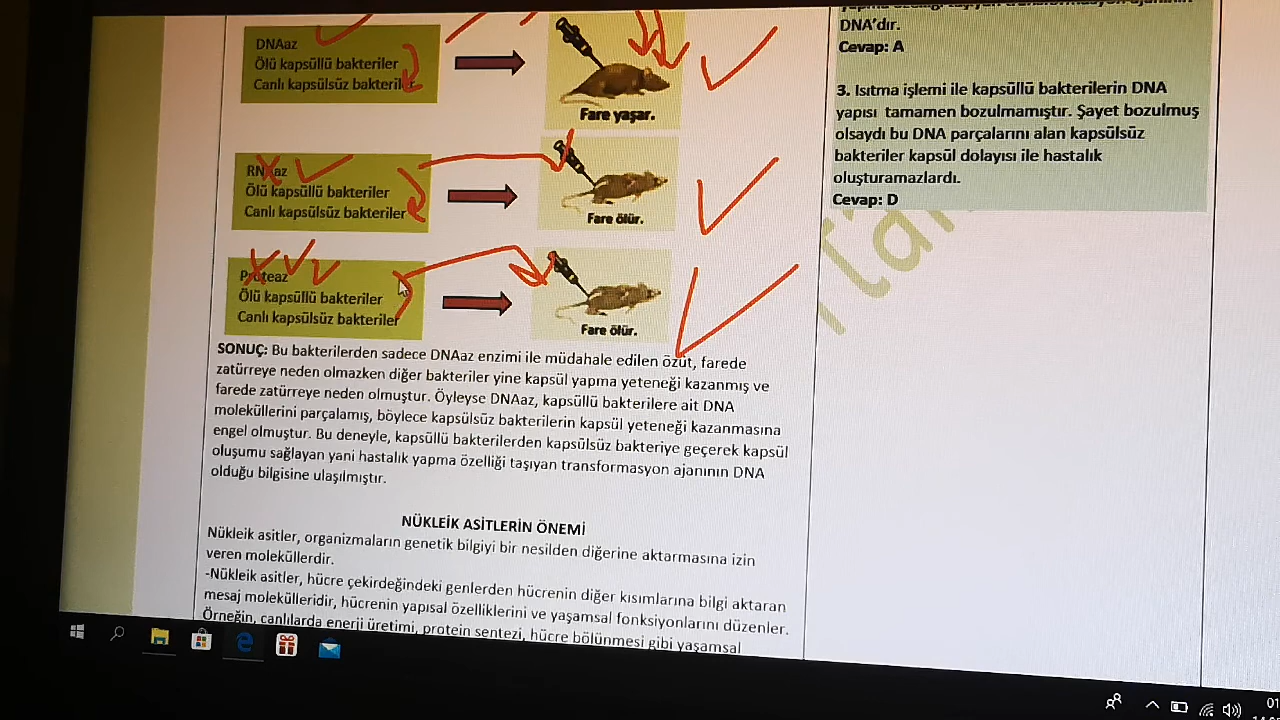 DNAaz
Ölü kapsüllü bakteriler
Canlı kapsülsüz bakteriler
Fare yaşar.
RNAaz
Ölü kapsüllü bakteriler
Canlı kapsülsüz bakteriler
Fare ölür.
Proteaz
Ölü kapsüllü bakteriler
Canlı kapsülsüz bakteriler
Fare ölür.
SONUÇ: Bu bakterilerden sadece DNAaz enzimi ile müdahale edilen özüt, farede
zatürreye neden olmazken diğer bakteriler yine kapsül yapma yeteneği kazanmış ve
farede zatürreye neden olmuştur. Öyleyse DNAaz, kapsüllü bakterilere ait DNA
moleküllerini parçalamış, böylece kapsülsüz bakterilerin kapsül yeteneği kazanmasına
engel olmuştur. Bu deneyle, kapsüllü bakterilerden kapsülsüz bakteriye geçerek kapsül
oluşumu sağlayan yani hastalık yapma özelliği taşıyan transformasyon ajanının DNA
olduğu bilgisine ulaşılmıştır.
NÜKLEİK ASİTLERİN ÖNEMİ
Nükleik asitler, organizmaların genetik bilgiyi bir nesilden diğerine aktarmasına izin
veren moleküllerdir.
-Nükleik asitler, hücre çekirdeğindeki genlerden hücrenin diğer kısımlarına bilgi aktaran
mesaj molekülleridir, hücrenin yapısal özelliklerini ve yaşamsal fonksiyonlarını düzenler.
Örneğin, canlılarda enerji üretimi, protein sentezi, hücre bölünmesi gibi yaşamsal
yapma özelliği taşıyan transformasyon ajanının
DNA'dır.
Cevap: A
3. Isıtma işlemi ile kapsüllü bakterilerin DNA
yapısı tamamen bozulmamıştır. Şayet bozulmuş
olsaydı bu DNA parçalarını alan kapsülsüz
bakteriler kapsül dolayısı ile hastalık
oluşturamazlardı.
Cevap: D